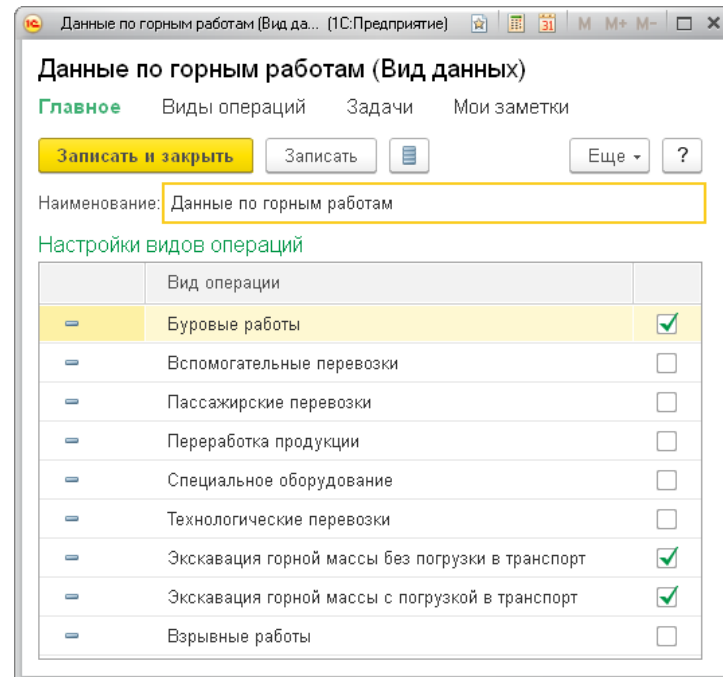 Данные по горным работам (Вид да... (1С:Предприятие) 31 M M+ M-
Данные по горным работам (Вид данных)
Главное Виды операций Задачи Мои заметки
Записать и закрыть Записать Еще ?
Наименование: Данные по горным работам
Настройки видов операций
Вид операции
Буровые работы
Вспомогательные перевозки
Пассажирские перевозки
Переработка продукции
Специальное оборудование
Технологические перевозки
Экскавация горной массы без погрузки в транспорт
Экскавация горной массы с погрузкой в транспорт
Взрывные работы